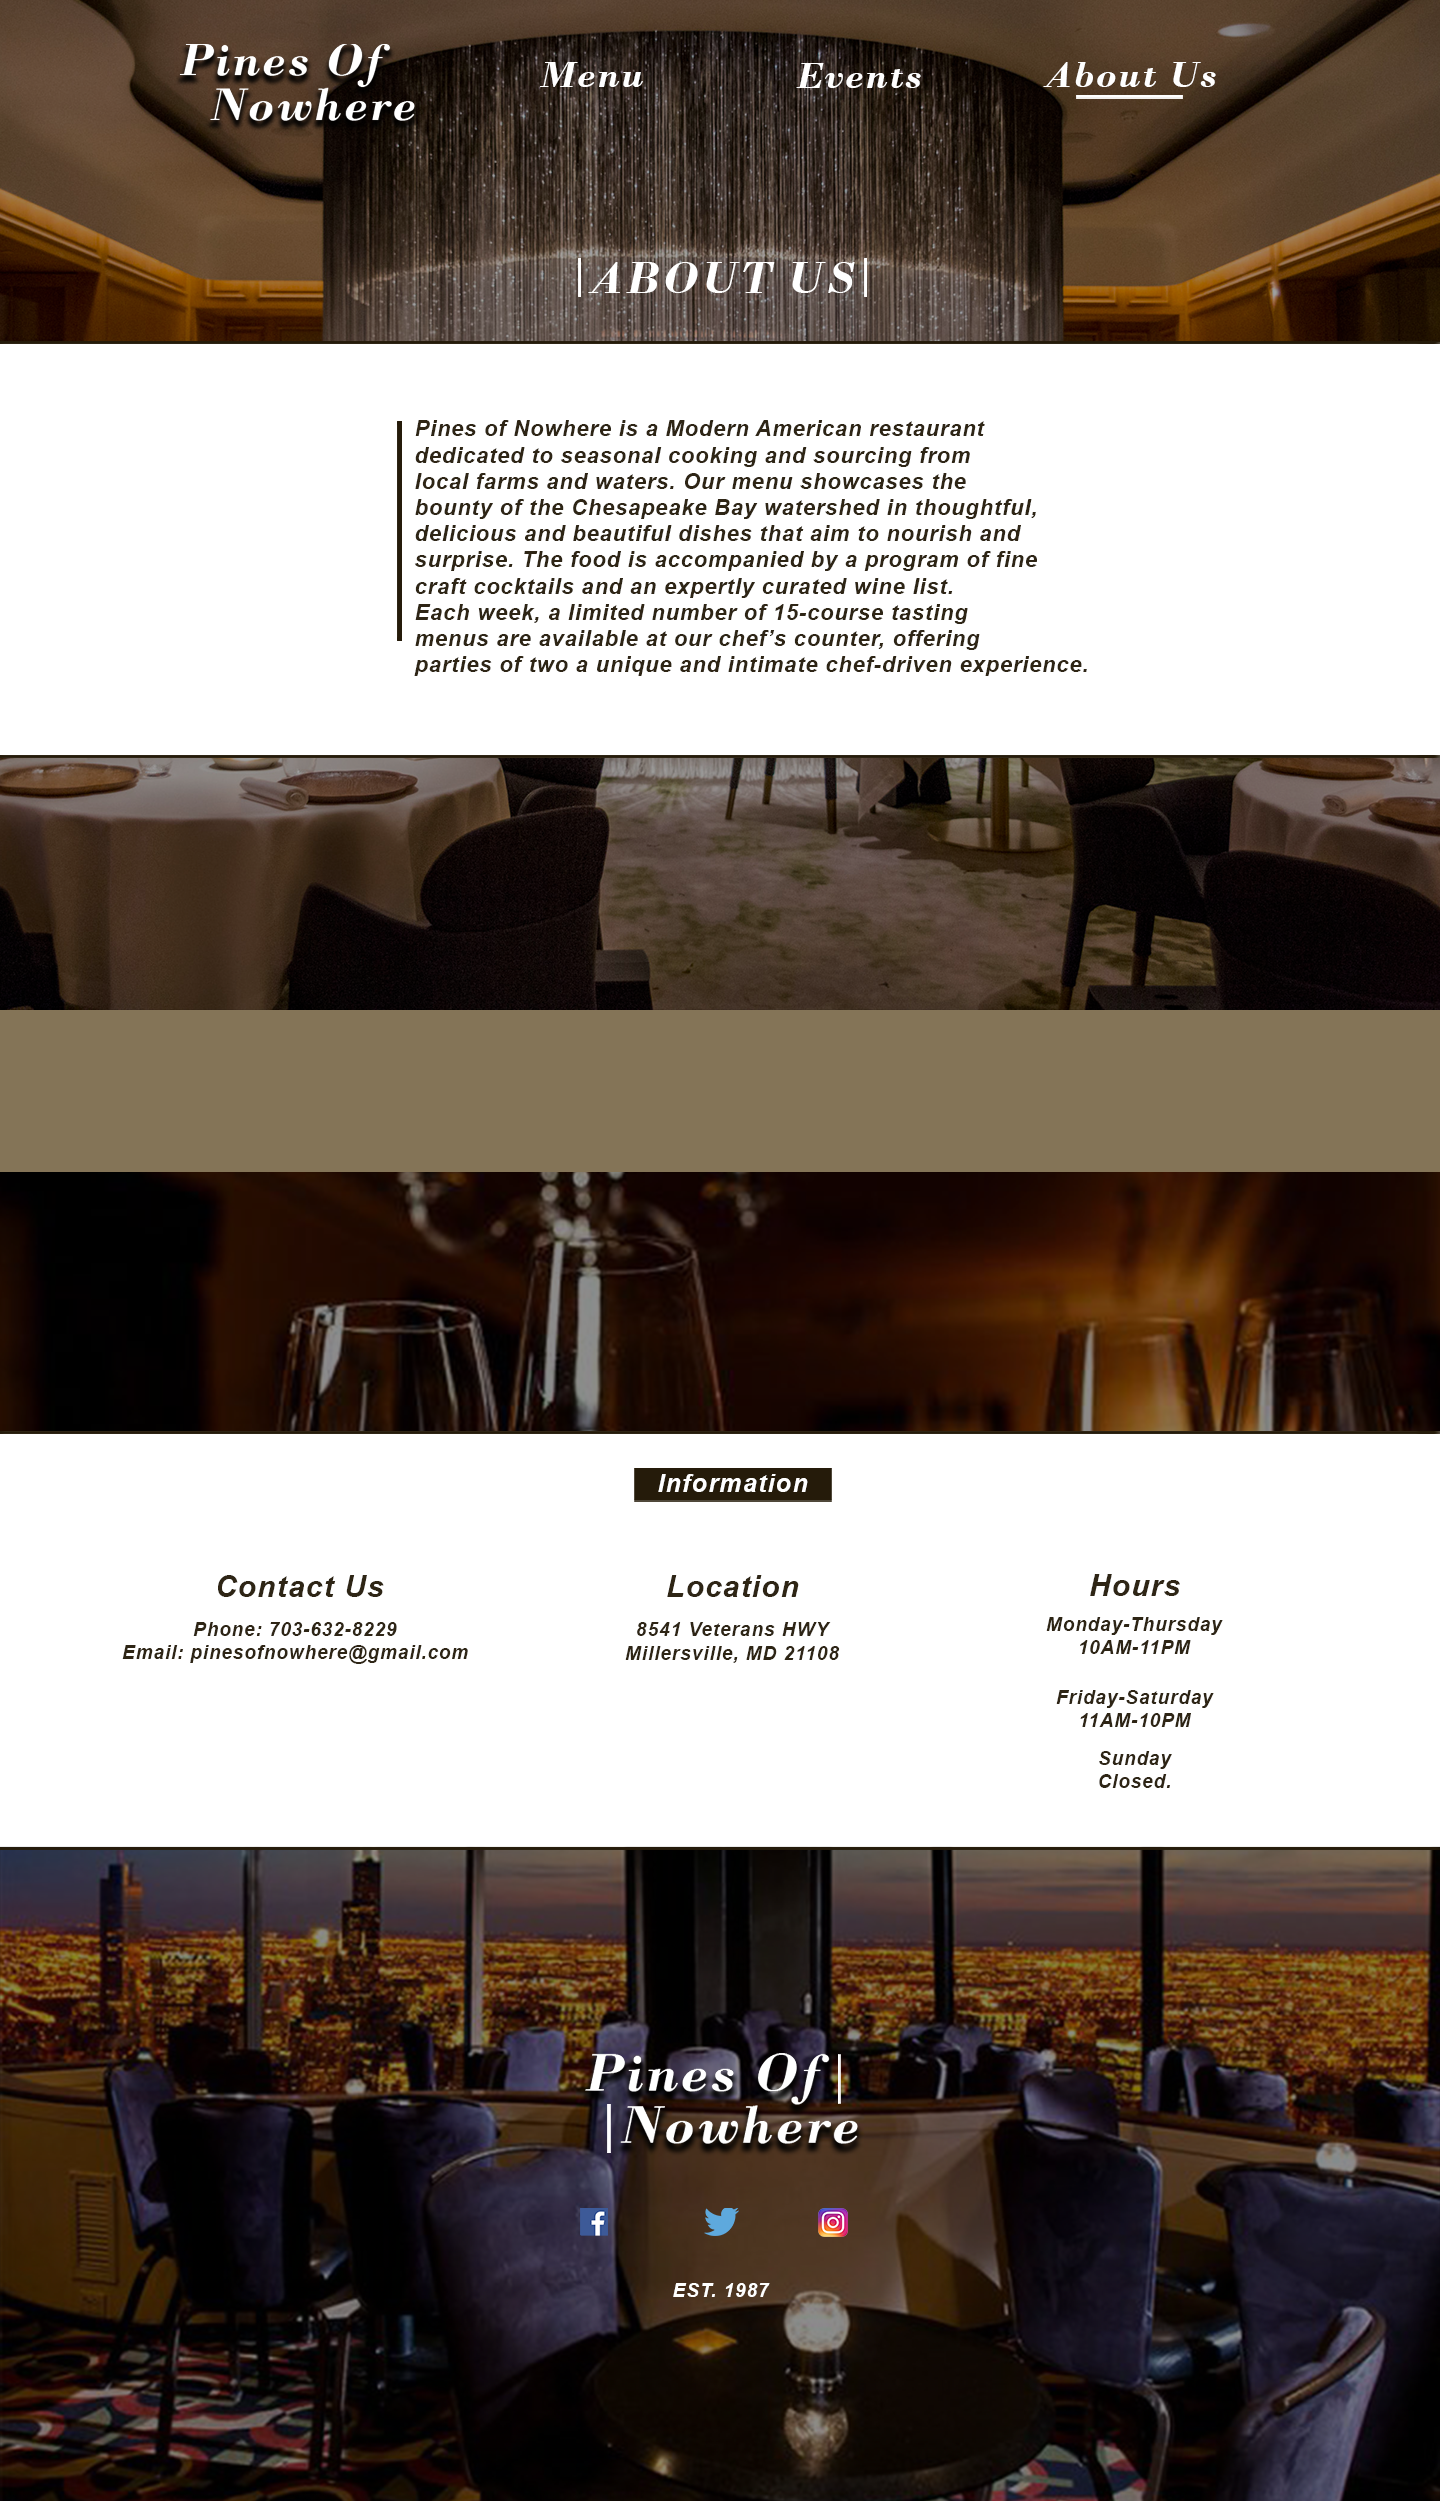 Pines Of
Nowhere
Menu
Events
About Us
|ABOUT US|
Pines of Nowhere is a Modern American restaurant
dedicated to seasonal cooking and sourcing from
local farms and waters. Our menu showcases the
bounty of the Chesapeake Bay watershed in thoughtful,
delicious and beautiful dishes that aim to nourish and
surprise. The food is accompanied by a program of fine
craft cocktails and an expertly curated wine list.
Each week, a limited number of 15-course tasting
menus are available at our chef’s counter, offering
parties of two a unique and intimate chef-driven experience.
Information
Contact Us
Phone: 703-632-8229
Email: pinesofnowhere@gmail.com
Location
8541 Veterans HWY
Millersville, MD 21108
Hours
Monday-Thursday
10AM-11PM
Friday-Saturday
11AM-10PM
Sunday
Closed.
Pines Of|
|Nowhere
EST. 1987